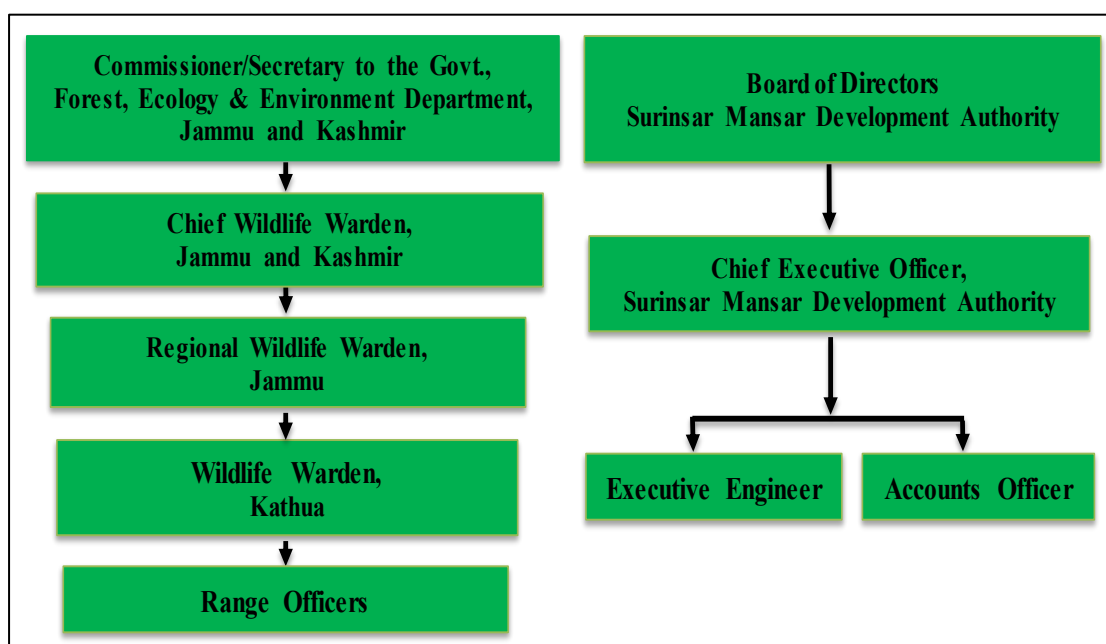 Commissioner/Secretary to the Govt.,
Forest, Ecology & Environment Department,
Jammu and Kashmir
Chief Wildlife Warden,
Jammu and Kashmir
Regional Wildlife Warden,
Jammu
Wildlife Warden,
Kathua
Range Officers
Board of Directors
Surinsar Mansar Development Authority
Chief Executive Officer,
Surinsar Mansar Development Authority
Executive Engineer
Accounts Officer